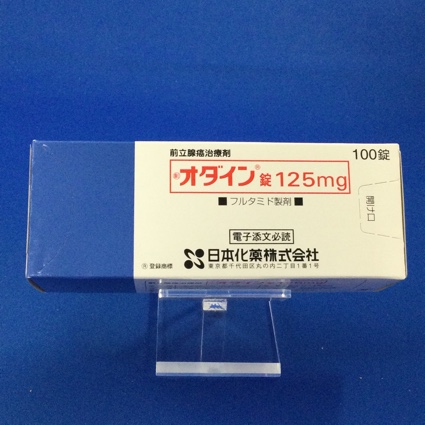 前立腺癌治療剤
100錠
オダイン® 錠 125mg
■ フルタミド製剤 ■
開け口
電子添文必読
日本化薬株式会社
東京都千代田区丸の内二丁目1番1号
® 登録商標